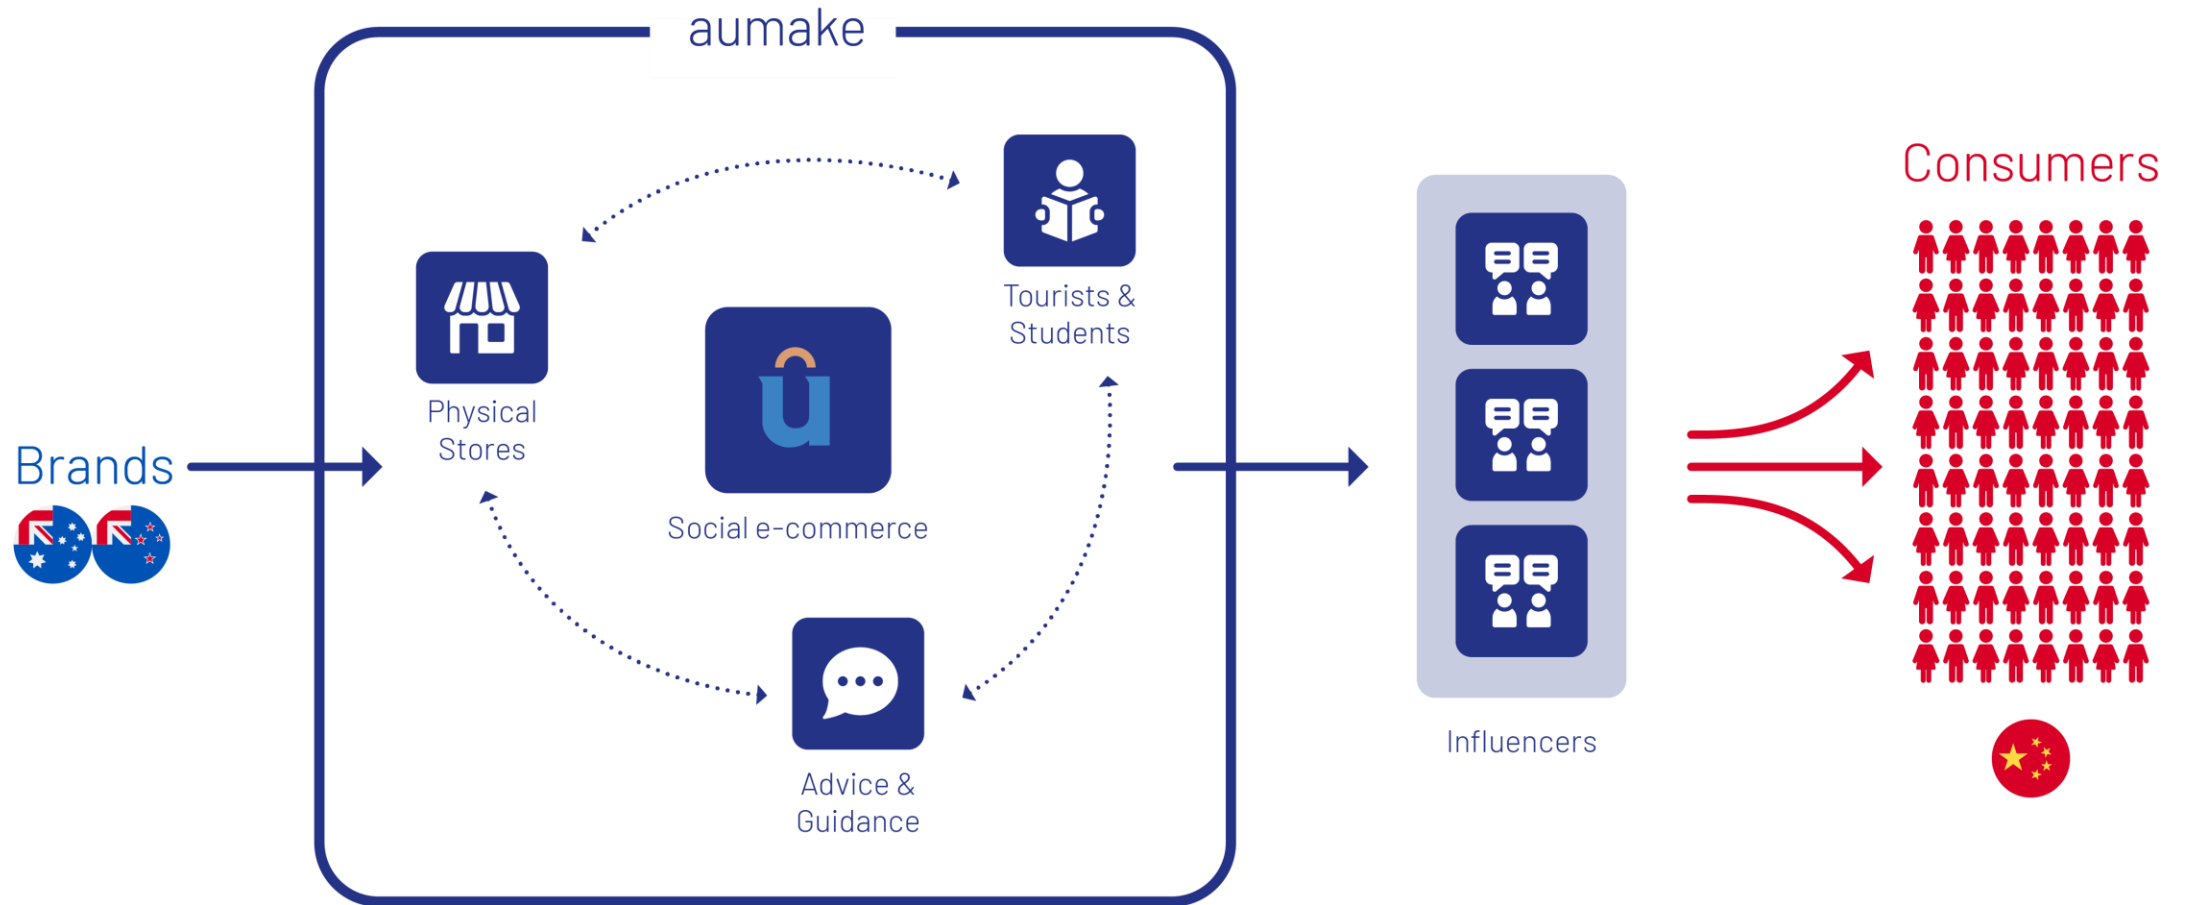 aumake
Tourists &
Students
Physical
Stores
Brands
Social e-commerce
Advice &
Guidance
Influencers
Consumers